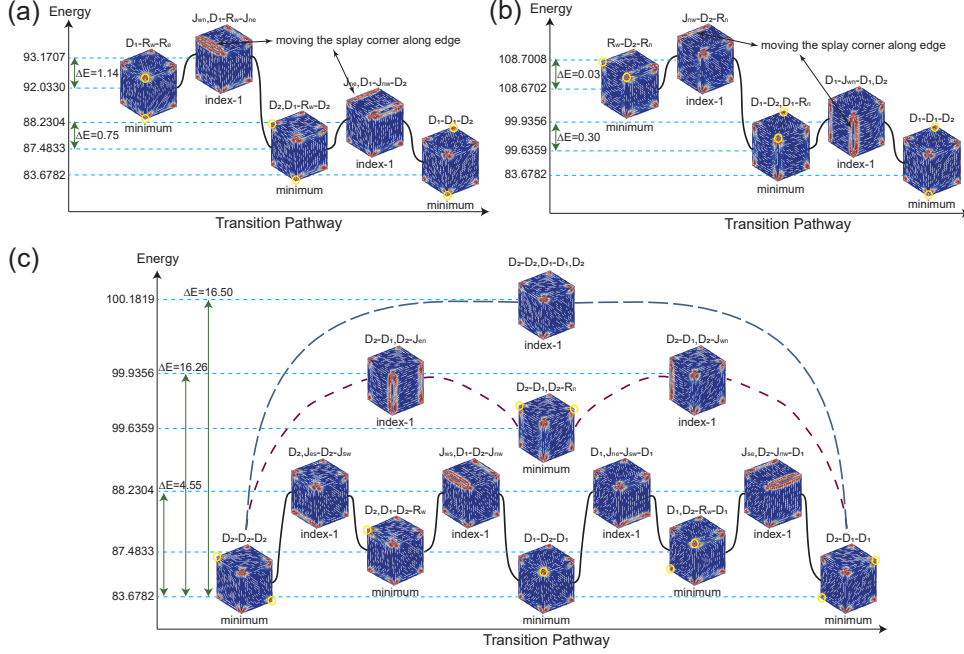 (a)
Energy
Jwn,D₁-Rw-Jne
D₁-Rw-Re
93.1707
ΔE=1.14
moving the splay corner along edge
92.0330
index-1
Jne,D₁-Jnw-D₂
minimum
D₂,D₁-Rw-D₂
88.2304
D₁-D₁-D₂
ΔE=0.75
87.4833
index-1
83.6782
minimum
minimum
Transition Pathway
(b)
Energy
Jnw-D₂-Rn
Rw-D₂-Rn
moving the splay corner along edge
108.7008
ΔE=0.03
108.6702
D₁-Jwn-D₁,D₂
index-1
minimum
D₁-D₂,D₁-Rn
99.9356
D₁-D₁-D₂
ΔE=0.30
99.6359
index-1
83.6782
minimum
minimum
Transition Pathway
(c)
Energy
D₂-D₂,D₁-D₁,D₂
ΔE=16.50
100.1819
index-1
D₂-D₁,D₂-Jen
D₂-D₁,D₂-Jwn
ΔE=16.26
99.9356
D₂-D₁,D₂-Rn
index-1
index-1
99.6359
minimum
D₂,Jes-D₂-Jsw
Jws,D₁-D₂-Jnw
D₁,Jne-Jsw-D₁
Jse,D₂-Jnw-D₁
ΔE=4.55
88.2304
D₂,D₁-D₂-Rw
D₁,D₂-Rw-D₁
index-1
index-1
index-1
index-1
D₂-D₂-D₂
D₁-D₂-D₁
D₂-D₁-D₁
87.4833
minimum
minimum
83.6782
minimum
minimum
minimum
Transition Pathway